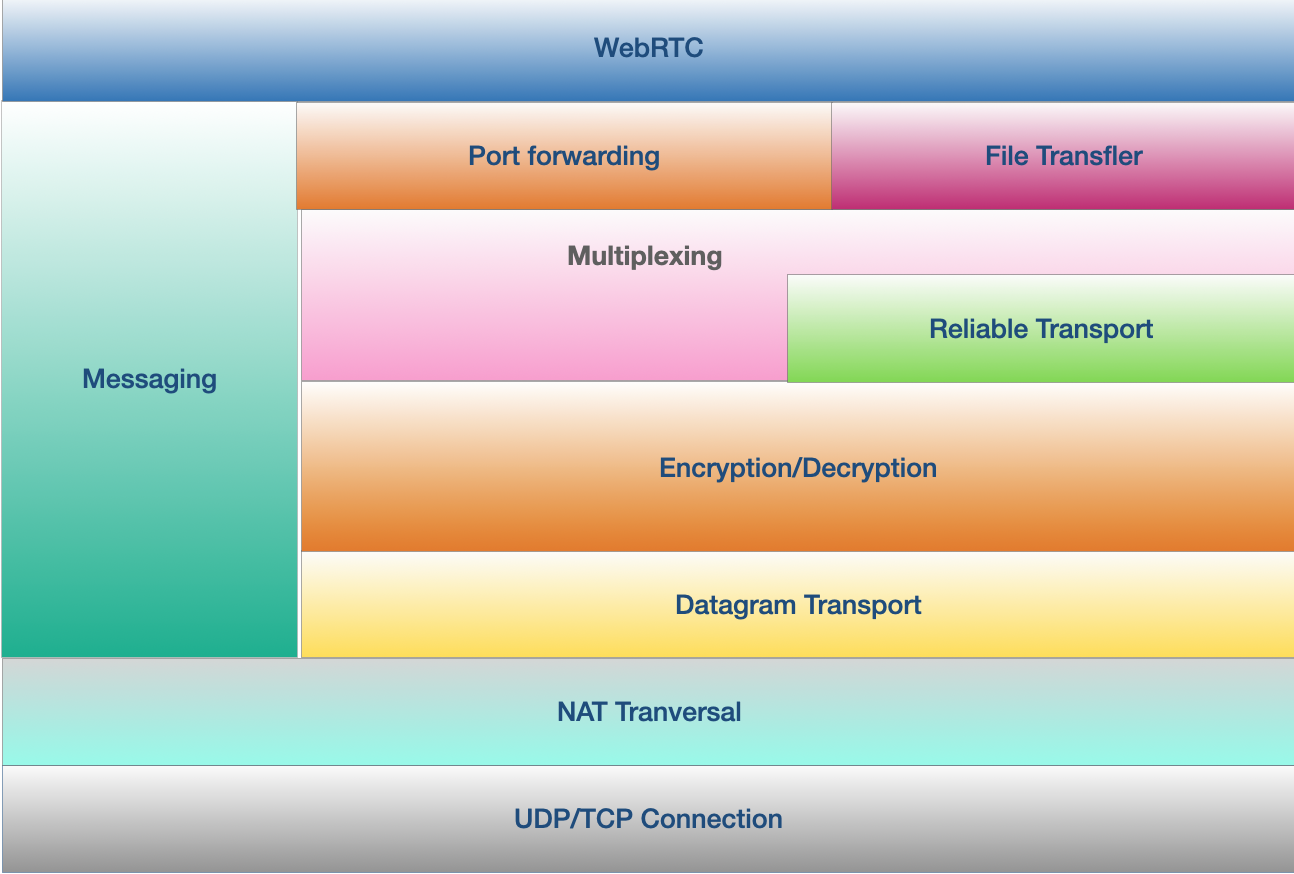 WebRTC
Port forwarding
File Transfler
Multiplexing
Reliable Transport
Messaging
Encryption/Decryption
Datagram Transport
NAT Tranversal
UDP/TCP Connection